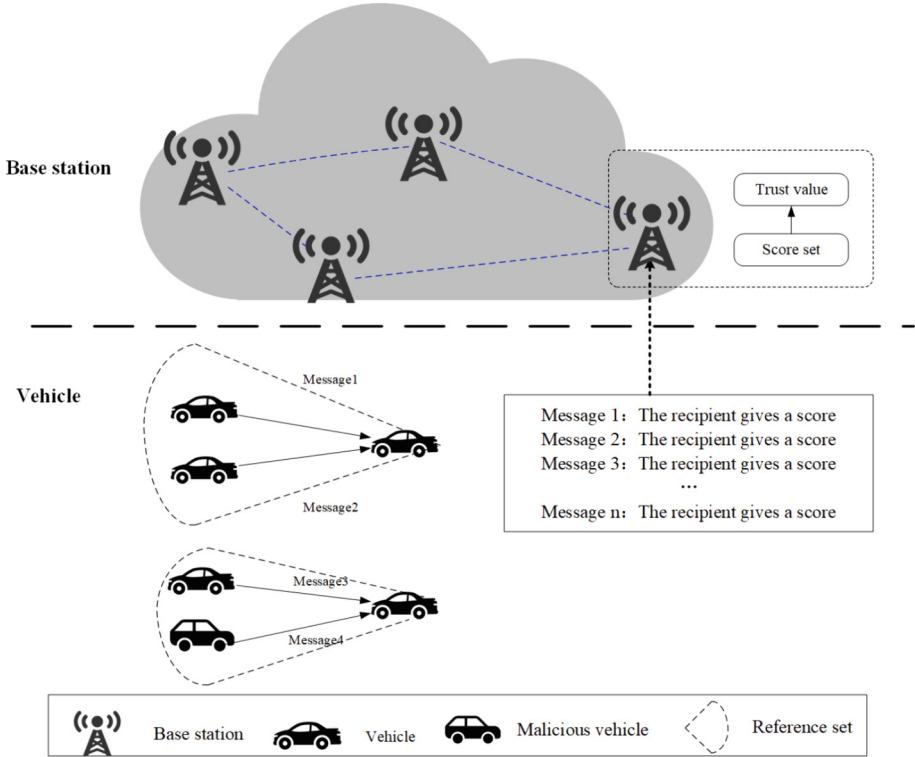 Base station
Trust value
Score set
Vehicle
Message1
Message2
Message 1：The recipient gives a score
Message 2：The recipient gives a score
Message 3：The recipient gives a score
...
Message n：The recipient gives a score
Message3
Message4
Base station
Vehicle
Malicious vehicle
Reference set